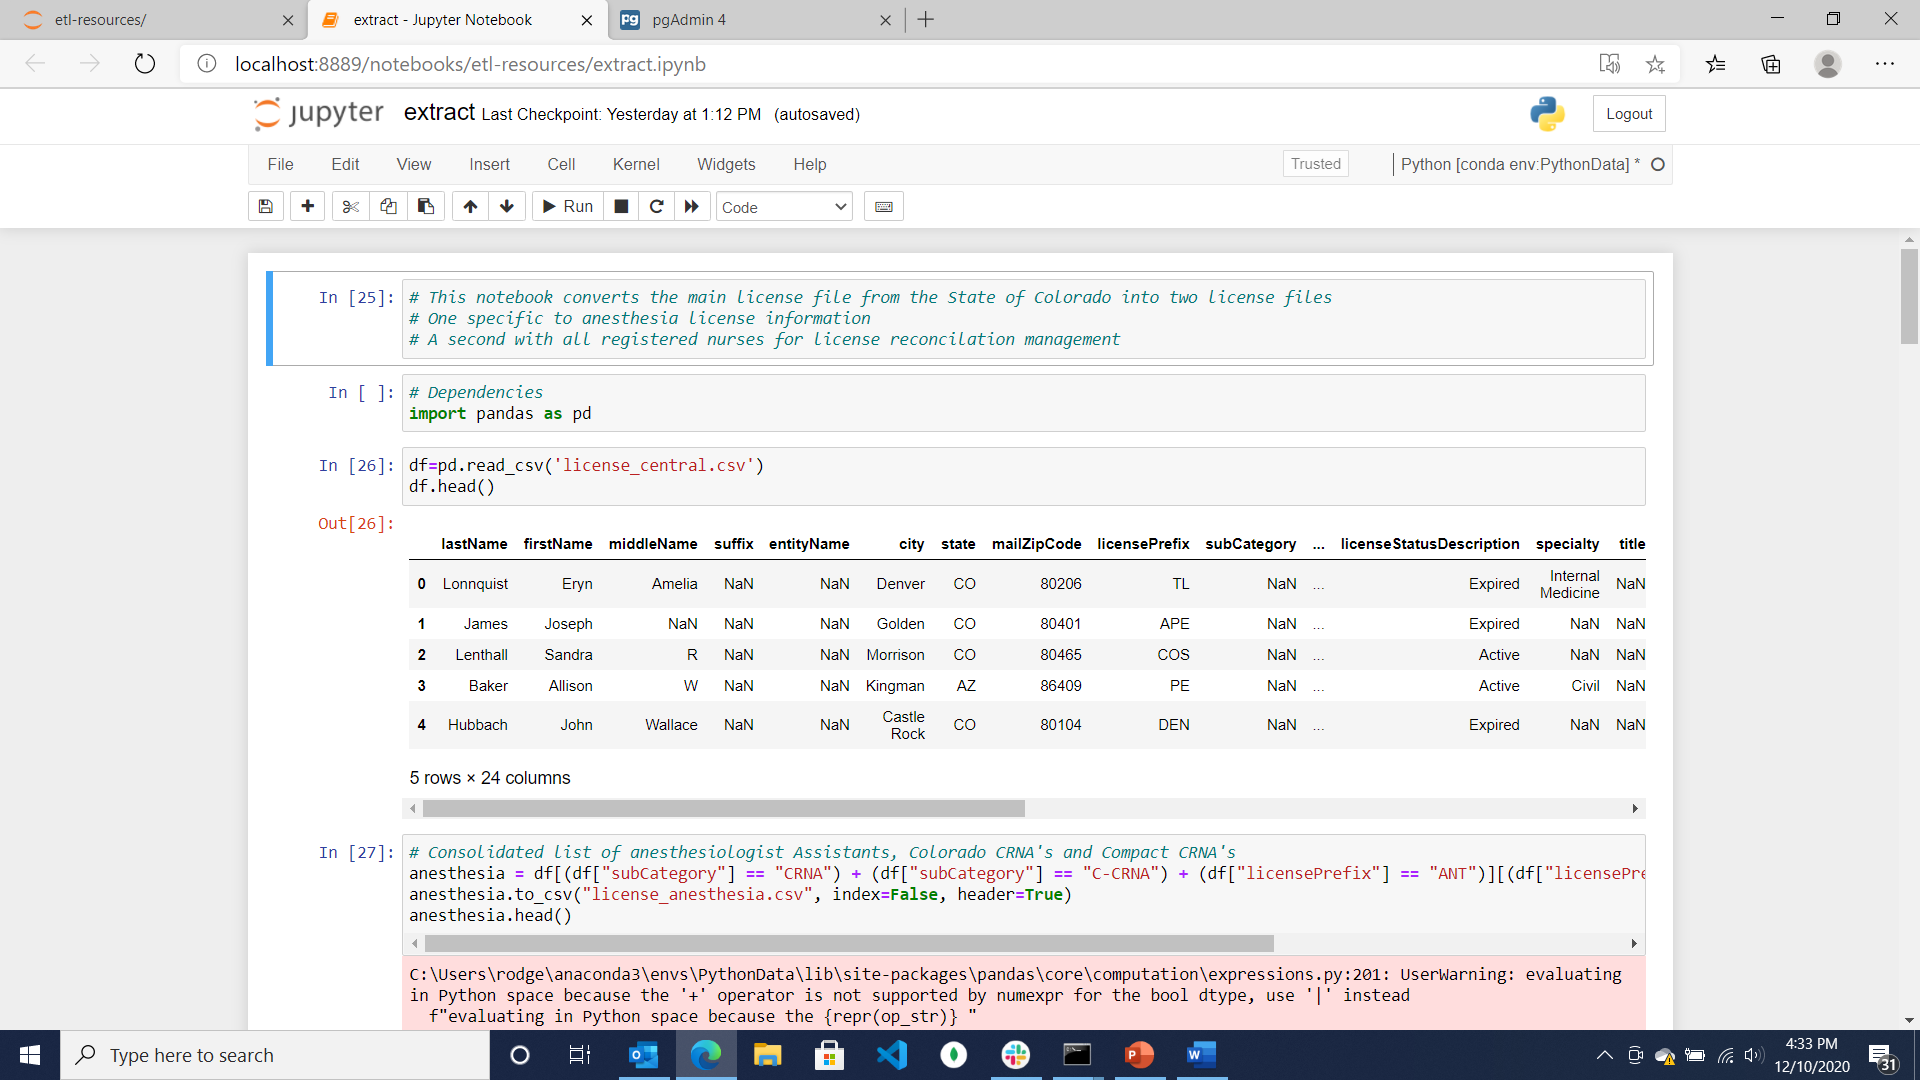 etl-resources/
extract - Jupyter Notebook
pgAdmin 4
localhost:8889/notebooks/etl-resources/extract.ipynb
jupyter extract Last Checkpoint: Yesterday at 1:12 PM (autosaved)
Logout
File Edit View Insert Cell Kernel Widgets Help
Trusted
Python [conda env:PythonData] *
Run
Code
In [25]: # This notebook converts the main license file from the State of Colorado into two license files
# One specific to anesthesia license information
# A second with all registered nurses for license reconcilation management
In [ ]: # Dependencies
import pandas as pd
In [26]: df=pd.read_csv('license_central.csv')
df.head()
Out[26]:
lastName firstName middleName suffix entityName city state mailZipCode licensePrefix subCategory ... licenseStatusDescription specialty title
0 Lonnquist Eryn Amelia NaN NaN Denver CO 80206 TL NaN ... Expired Internal Medicine NaN
1 James Joseph NaN NaN NaN Golden CO 80401 APE NaN ... Expired NaN NaN
2 Lenthall Sandra R NaN NaN Morrison CO 80465 COS NaN ... Active NaN NaN
3 Baker Allison W NaN NaN Kingman AZ 86409 PE NaN ... Active Civil NaN
4 Hubbach John Wallace NaN NaN Castle Rock CO 80104 DEN NaN ... Expired NaN NaN
5 rows × 24 columns
In [27]: # Consolidated list of anesthesiologist Assistants, Colorado CRNA's and Compact CRNA's
anesthesia = df[(df["subCategory"] == "CRNA") + (df["subCategory"] == "C-CRNA") + (df["licensePrefix"] == "ANT")][(df["licensePre
anesthesia.to_csv("license_anesthesia.csv", index=False, header=True)
anesthesia.head()
C:\Users\rodge\anaconda3\envs\PythonData\lib\site-packages\pandas\core\computation\expressions.py:201: UserWarning: evaluating
in Python space because the '+' operator is not supported by numexpr for the bool dtype, use '|' instead
f"evaluating in Python space because the {repr(op_str)} "
Type here to search
4:33 PM
12/10/2020
31